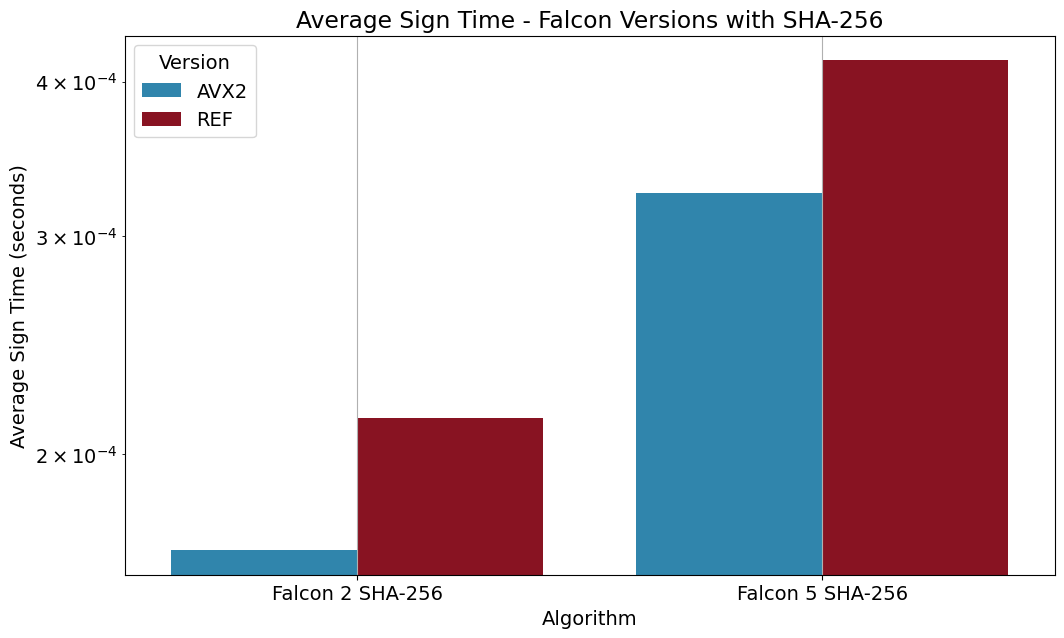 Average Sign Time - Falcon Versions with SHA-256
Version
AVX2
REF
4 × 10⁻⁴
3 × 10⁻⁴
2 × 10⁻⁴
Average Sign Time (seconds)
Falcon 2 SHA-256
Falcon 5 SHA-256
Algorithm